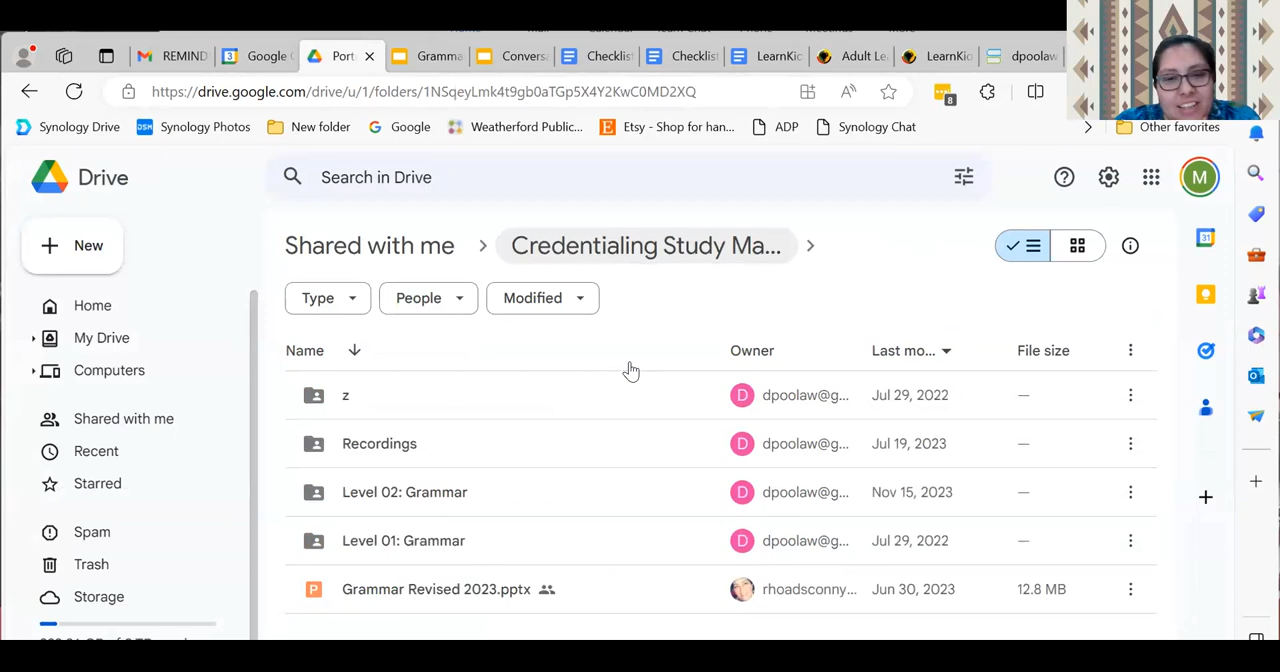 REMIND
Google
Port
Gramma
Convers
Checklis
Checklis
LearnKio
Adult Le
LearnKio
dpoolaw
https://drive.google.com/drive/u/1/folders/1NSqeyLmk4t9gb0aTGp5X4Y2KwC0MD2XQ
8
Synology Drive
Synology Photos
New folder
Google
Weatherford Public...
Etsy - Shop for han...
ADP
Synology Chat
Other favorites
Drive
Search in Drive
M
New
Shared with me > Credentialing Study Ma... >
Type
People
Modified
Home
My Drive
Computers
Shared with me
Recent
Starred
Spam
Trash
Storage
Name
Owner
Last mo...
File size
z
D dpoolaw@g...
Jul 29, 2022
—
Recordings
D dpoolaw@g...
Jul 19, 2023
—
Level 02: Grammar
D dpoolaw@g...
Nov 15, 2023
—
Level 01: Grammar
D dpoolaw@g...
Jul 29, 2022
—
P Grammar Revised 2023.pptx
rhoadsconny...
Jun 30, 2023
12.8 MB
31